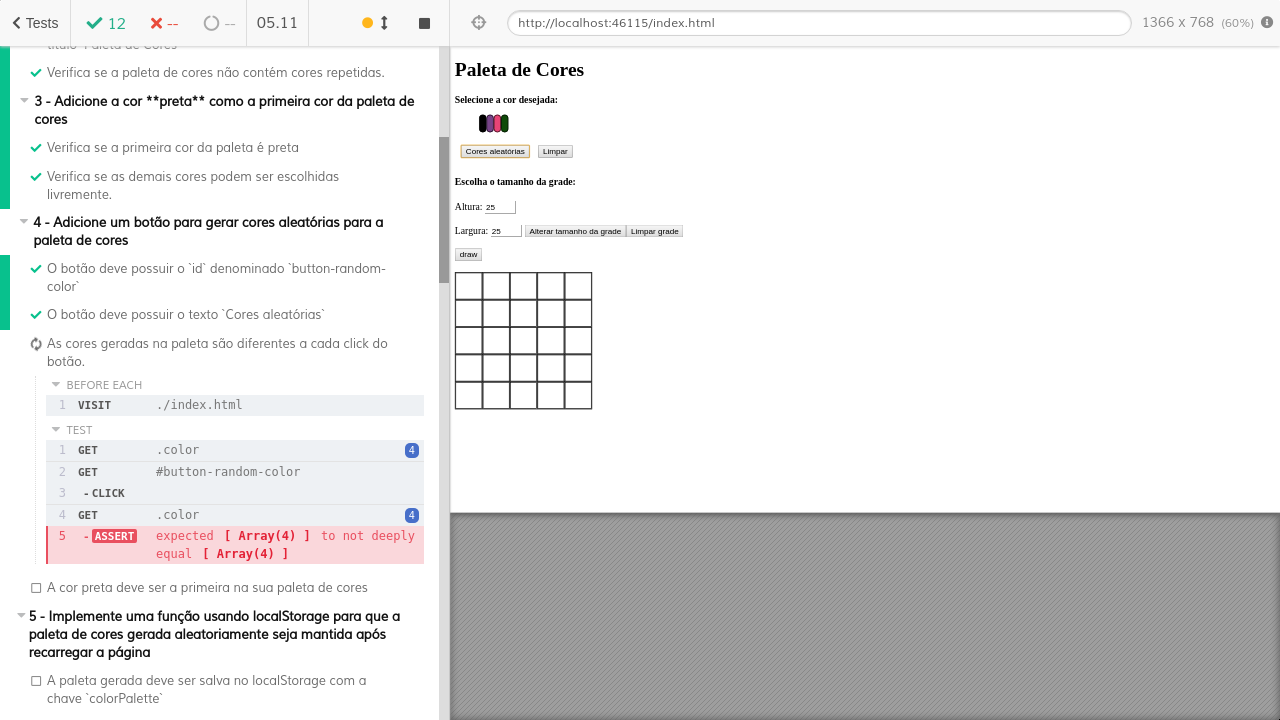 Tests
12
--
--
05.11
http://localhost:46115/index.html
1366 x 768 (60%)
título `Paleta de Cores`
Verifica se a paleta de cores não contém cores repetidas.
3 - Adicione a cor **preta** como a primeira cor da paleta de
cores
Verifica se a primeira cor da paleta é preta
Verifica se as demais cores podem ser escolhidas
livremente.
4 - Adicione um botão para gerar cores aleatórias para a
paleta de cores
O botão deve possuir o `id` denominado `button-random-
color`
O botão deve possuir o texto `Cores aleatórias`
As cores geradas na paleta são diferentes a cada click do
botão.
BEFORE EACH
1 VISIT ./index.html
TEST
1 GET .color 4
2 GET #button-random-color
3 -CLICK
4 GET .color 4
5 -ASSERT expected [ Array(4) ] to not deeply
equal [ Array(4) ]
A cor preta deve ser a primeira na sua paleta de cores
5 - Implemente uma função usando localStorage para que a
paleta de cores gerada aleatoriamente seja mantida após
recarregar a página
A paleta gerada deve ser salva no localStorage com a
chave `colorPalette`
Paleta de Cores
Selecione a cor desejada:
Cores aleatórias Limpar
Escolha o tamanho da grade:
Altura: 25
Largura: 25 Alterar tamanho da grade Limpar grade
draw